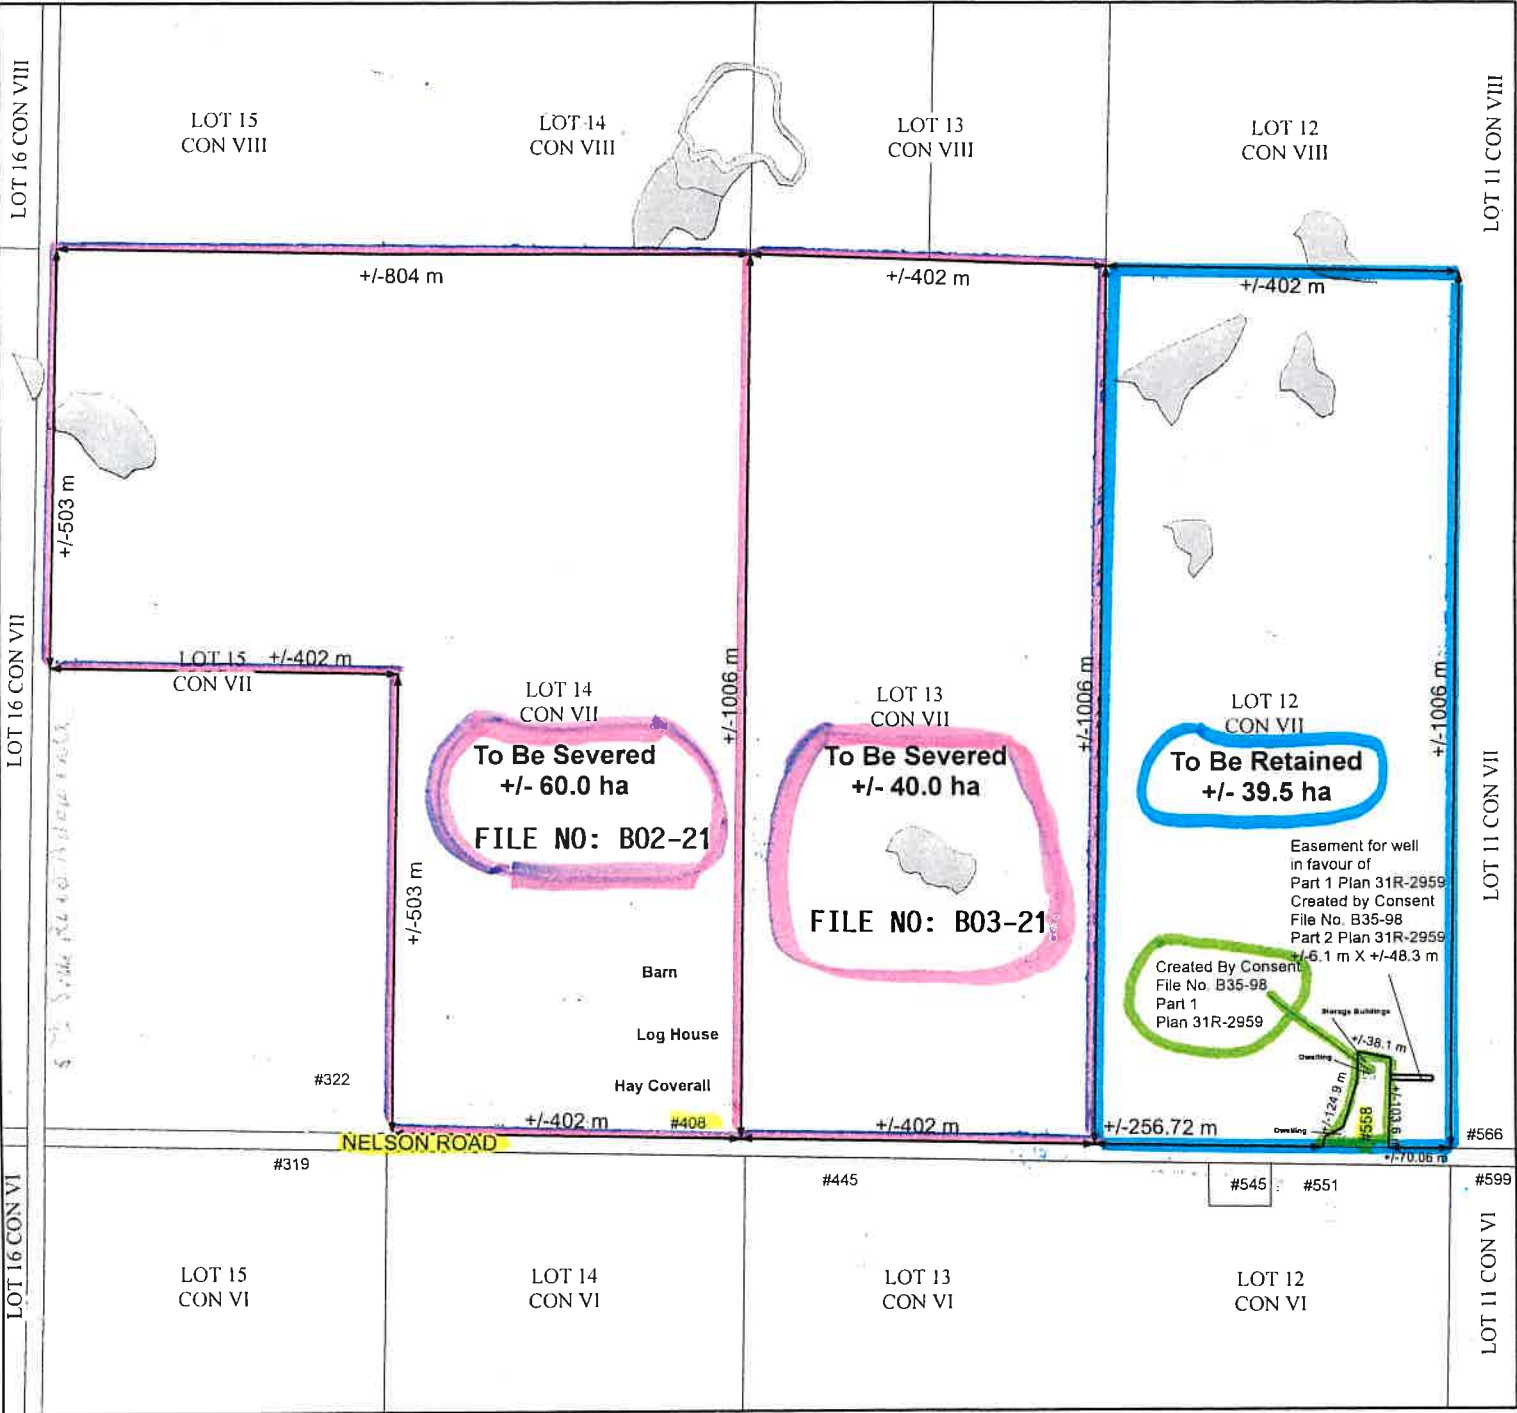 LOT 16 CON VIII
LOT 15
CON VIII
LOT 14
CON VIII
LOT 13
CON VIII
LOT 12
CON VIII
LOT 11 CON VIII
+/-804 m
+/-402 m
+/-402 m
+/-503 m
LOT 16 CON VII
LOT 15
CON VII
+/-402 m
+/-503 m
LOT 14
CON VII
To Be Severed
+/- 60.0 ha
FILE NO: B02-21
+/-1006 m
LOT 13
CON VII
To Be Severed
+/- 40.0 ha
FILE NO: B03-21
+/-1006 m
LOT 12
CON VII
To Be Retained
+/- 39.5 ha
+/-1006 m
LOT 11 CON VII
Easement for well
in favour of
Part 1 Plan 31R-2959
Created by Consent
File No. B35-98
Part 2 Plan 31R-2959
+/-6.1 m X +/-48.3 m
Created By Consent
File No. B35-98
Part 1
Plan 31R-2959
Storage Buildings
+/-38.1 m
Dwelling
+/-124.9 m
#558
+/-103.6
Dwelling
Barn
Log House
Hay Coverall
#322
+/-402 m
#408
+/-402 m
+/-256.72 m
+/-70.06 m
#566
NELSON ROAD
#319
#445
#545
#551
#599
LOT 16 CON VI
LOT 15
CON VI
LOT 14
CON VI
LOT 13
CON VI
LOT 12
CON VI
LOT 11 CON VI